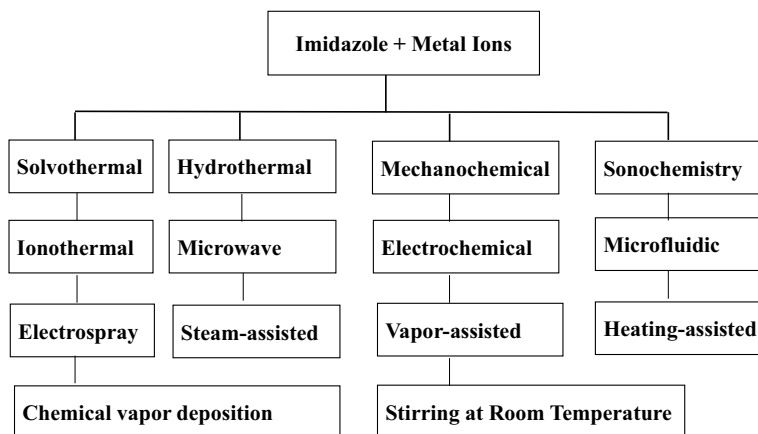 Imidazole + Metal Ions
Solvothermal
Hydrothermal
Mechanochemical
Sonochemistry
Ionothermal
Microwave
Electrochemical
Microfluidic
Electrospray
Steam-assisted
Vapor-assisted
Heating-assisted
Chemical vapor deposition
Stirring at Room Temperature